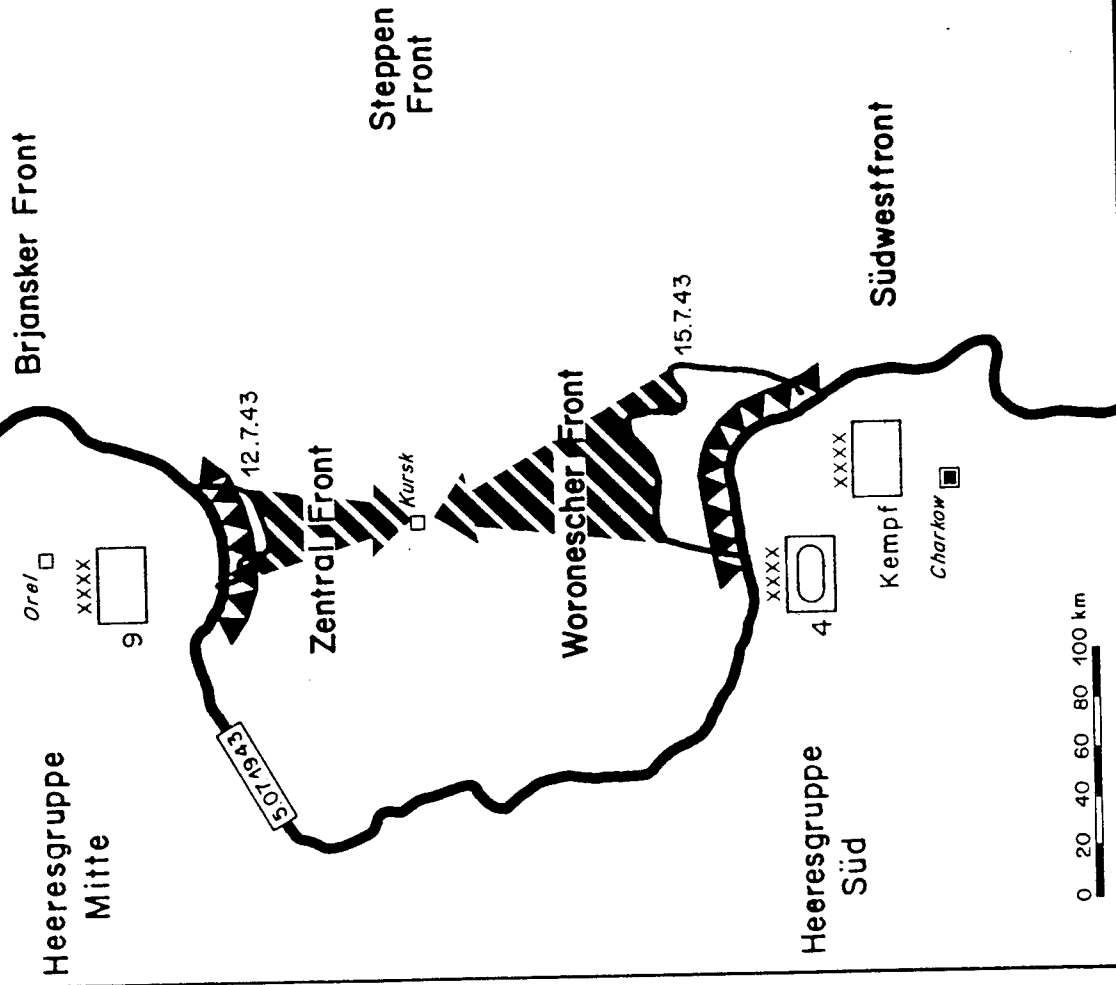 Brjansker Front
Orel
Heeresgruppe
Mitte
XXXX
9
12.7.43
5.07.1943
Zentral Front
Steppen
Front
Kursk
Woronescher Front
15.7.43
XXXX
4
XXXX
Kempf
Südwestfront
Heeresgruppe
Süd
Charkow
0 20 40 60 80 100 km